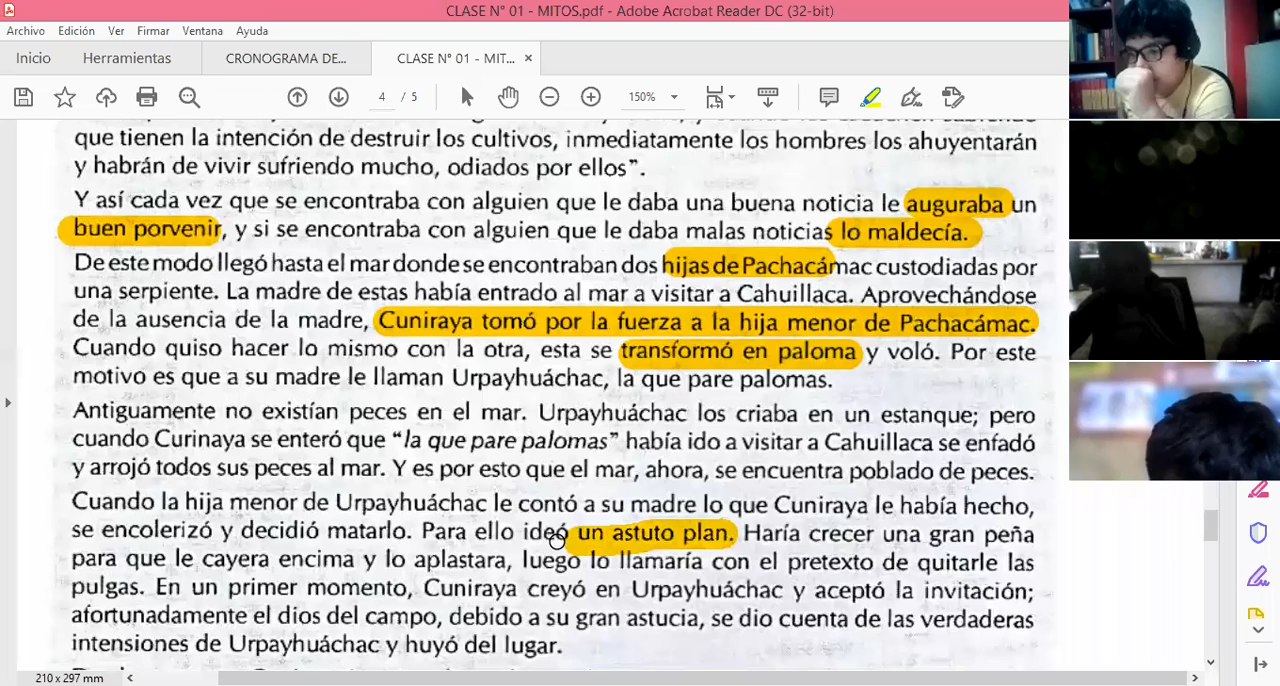 CLASE N° 01 - MITOS.pdf - Adobe Acrobat Reader DC (32-bit)
Archivo Edición Ver Firmar Ventana Ayuda
Inicio Herramientas CRONOGRAMA DE... CLASE N° 01 - MIT... ×
4 / 5 150%
que tienen la intención de destruir los cultivos, inmediatamente los hombres los ahuyentarán
y habrán de vivir sufriendo mucho, odiados por ellos”.
Y así cada vez que se encontraba con alguien que le daba una buena noticia le auguraba un
buen porvenir, y si se encontraba con alguien que le daba malas noticias lo maldecía.
De este modo llegó hasta el mar donde se encontraban dos hijas de Pachacámac custodiadas por
una serpiente. La madre de estas había entrado al mar a visitar a Cahuillaca. Aprovechándose
de la ausencia de la madre, Cuniraya tomó por la fuerza a la hija menor de Pachacámac.
Cuando quiso hacer lo mismo con la otra, esta se transformó en paloma y voló. Por este
motivo es que a su madre le llaman Urpayhuáchac, la que pare palomas.
Antiguamente no existían peces en el mar. Urpayhuáchac los criaba en un estanque; pero
cuando Curinaya se enteró que “la que pare palomas” había ido a visitar a Cahuillaca se enfadó
y arrojó todos sus peces al mar. Y es por esto que el mar, ahora, se encuentra poblado de peces.
Cuando la hija menor de Urpayhuáchac le contó a su madre lo que Cuniraya le había hecho,
se encolerizó y decidió matarlo. Para ello ideó un astuto plan. Haría crecer una gran peña
para que le cayera encima y lo aplastara, luego lo llamaría con el pretexto de quitarle las
pulgas. En un primer momento, Cuniraya creyó en Urpayhuáchac y aceptó la invitación;
afortunadamente el dios del campo, debido a su gran astucia, se dio cuenta de las verdaderas
intensiones de Urpayhuáchac y huyó del lugar.
210 x 297 mm